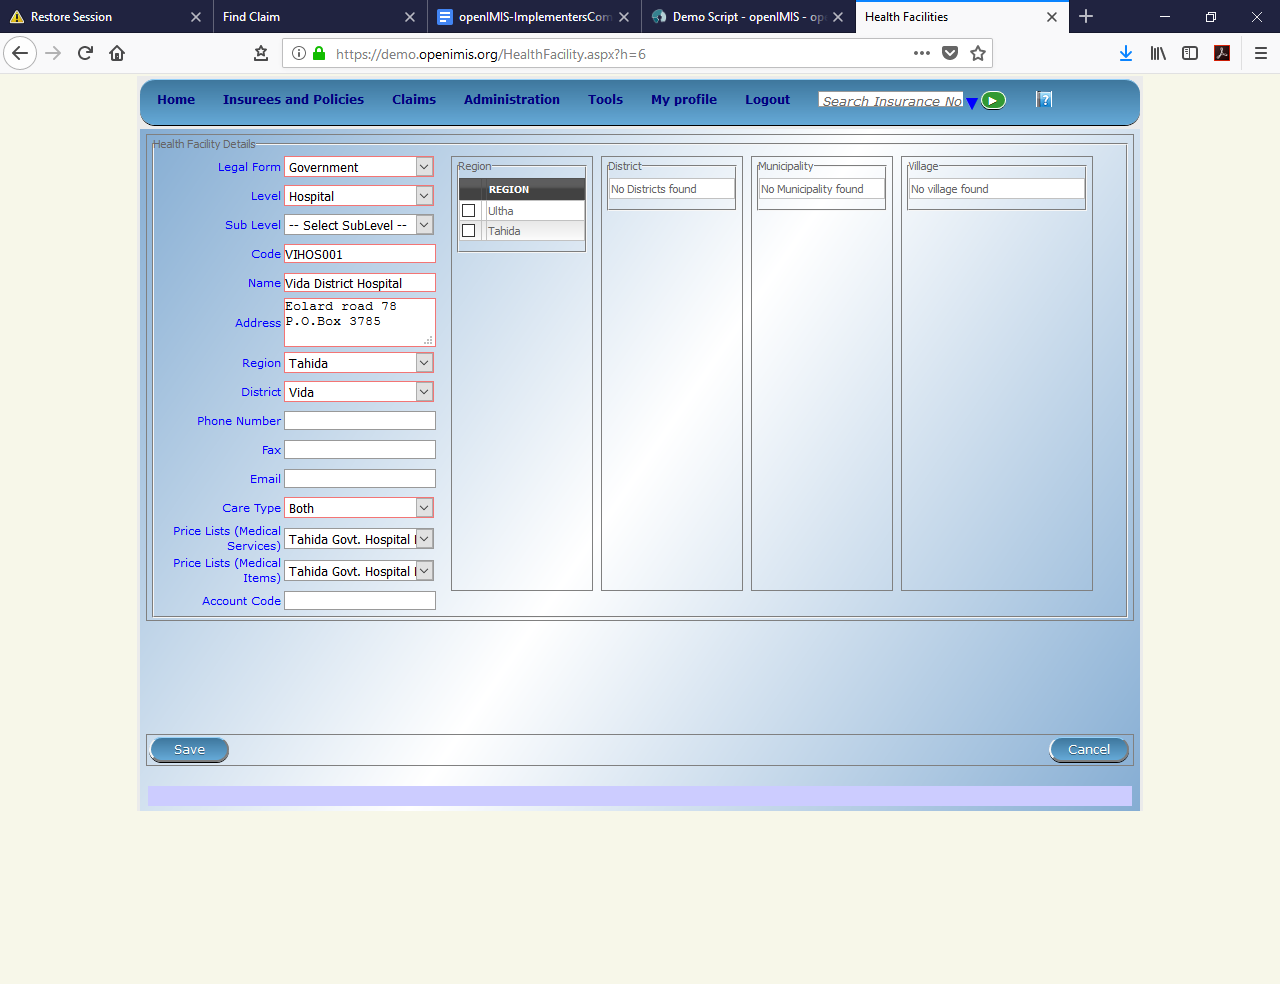 Restore Session
Find Claim
openIMIS-ImplementersCom
Demo Script - openIMIS - op
Health Facilities
https://demo.openimis.org/HealthFacility.aspx?h=6
Home
Insurees and Policies
Claims
Administration
Tools
My profile
Logout
Search Insurance No
Health Facility Details
Legal Form
Government
Level
Hospital
Sub Level
-- Select SubLevel --
Code
VIHOS001
Name
Vida District Hospital
Address
Eolard road 78
P.O.Box 3785
Region
Tahida
District
Vida
Phone Number
Fax
Email
Care Type
Both
Price Lists (Medical
Services)
Tahida Govt. Hospital
Price Lists (Medical
Items)
Tahida Govt. Hospital
Account Code
Region
REGION
Ultha
Tahida
District
No Districts found
Municipality
No Municipality found
Village
No village found
Save
Cancel